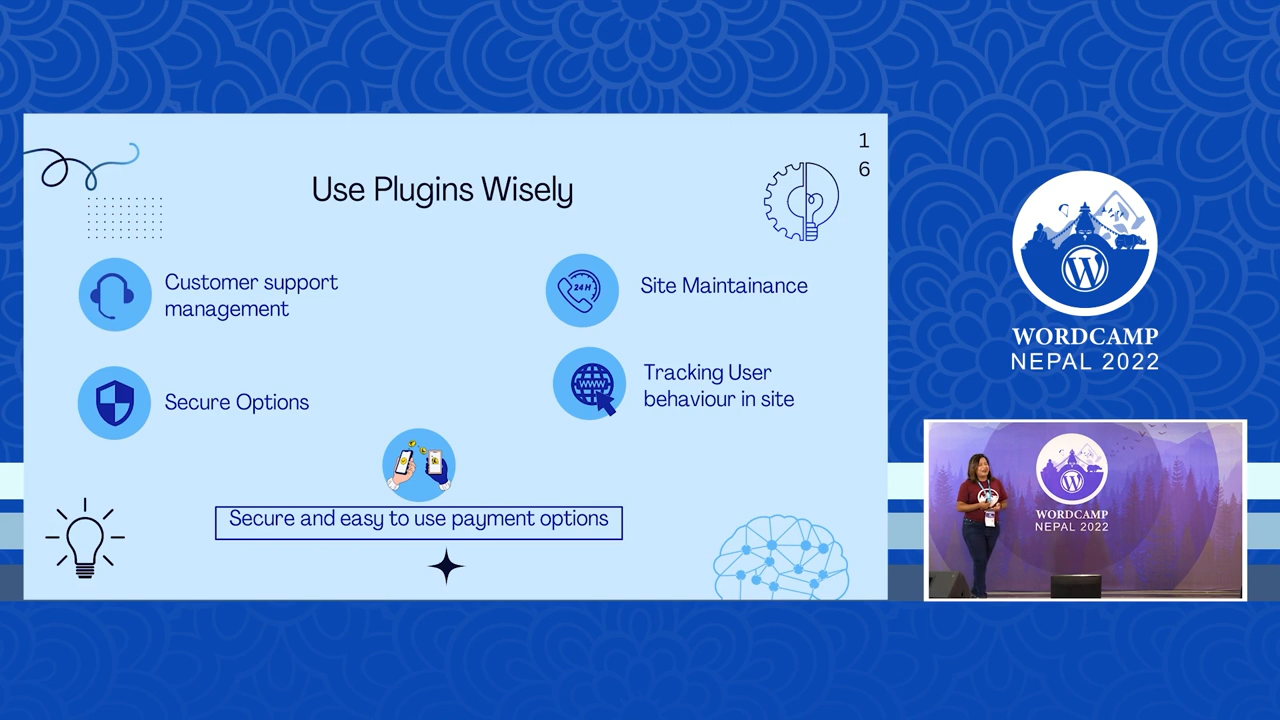 1
6
Use Plugins Wisely
Customer support
management
Site Maintainance
24 H
Secure Options
Tracking User
behaviour in site
WWW
Secure and easy to use payment options
WORDCAMP
NEPAL 2022
WORDCAMP
NEPAL 2022